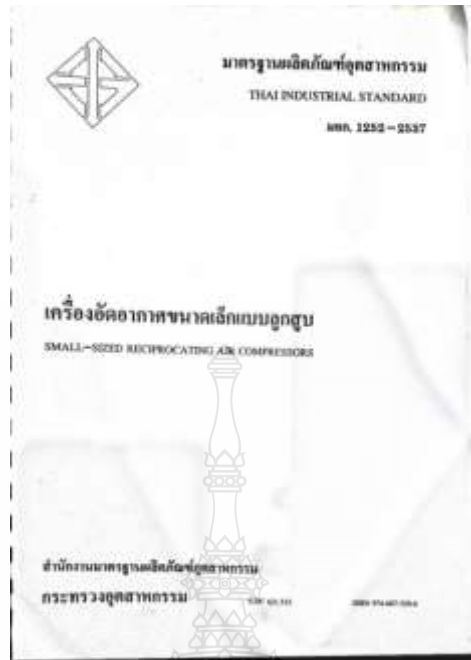 มาตรฐานผลิตภัณฑ์อุตสาหกรรม
THAI INDUSTRIAL STANDARD
มอก. 1252-2537
เครื่องอัดอากาศขนาดเล็กแบบลูกสูบ
SMALL-SIZED RECIPROCATING AIR COMPRESSORS
สำนักงานมาตรฐานผลิตภัณฑ์อุตสาหกรรม
กระทรวงอุตสาหกรรม